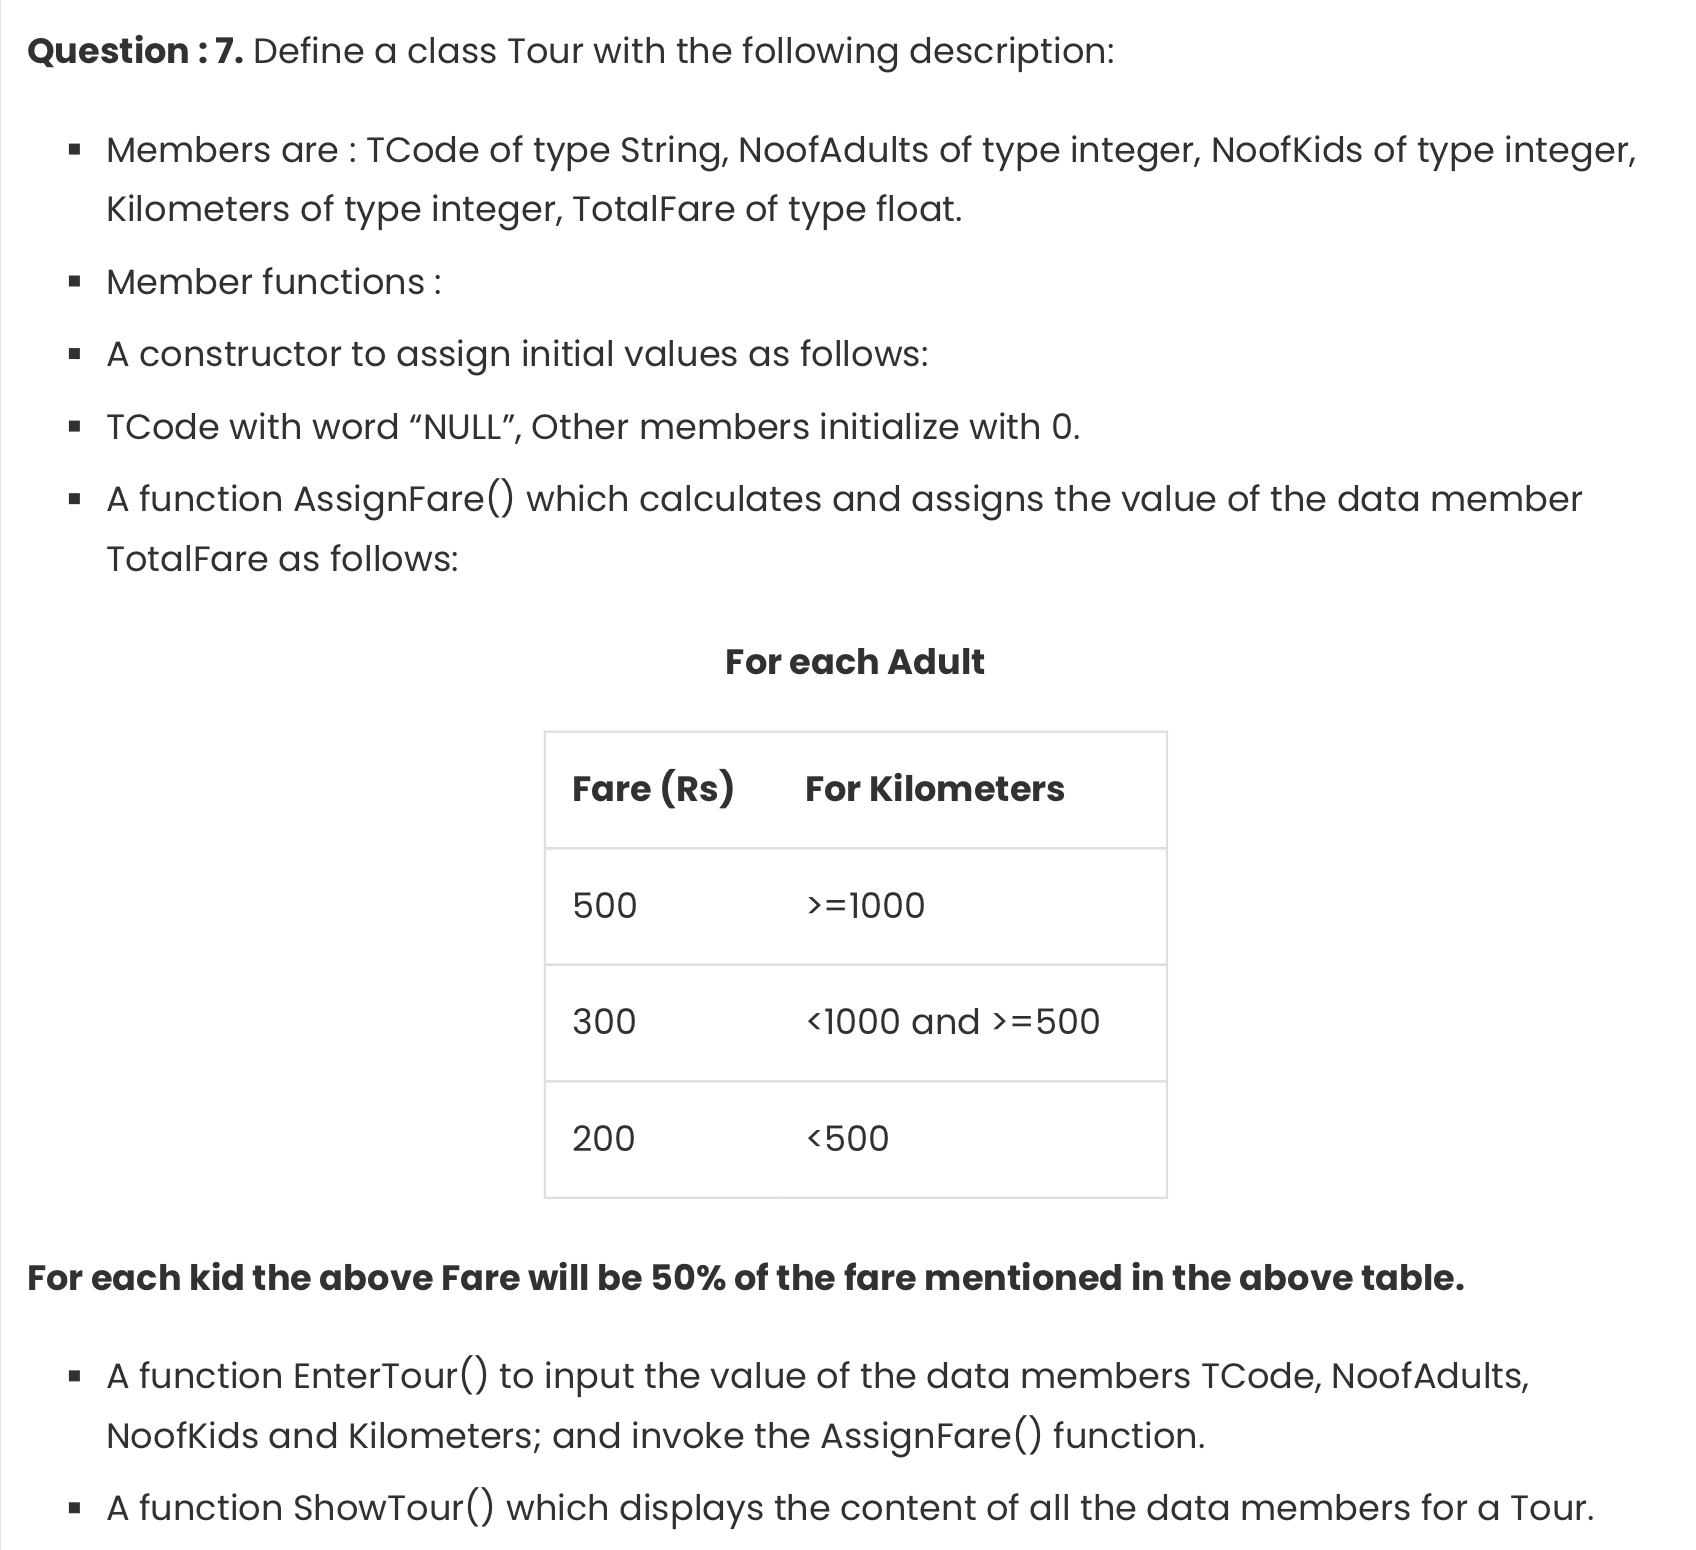 Question : 7. Define a class Tour with the following description:
▪ Members are : TCode of type String, NoofAdults of type integer, NoofKids of type integer,
Kilometers of type integer, TotalFare of type float.
▪ Member functions :
▪ A constructor to assign initial values as follows:
▪ TCode with word “NULL”, Other members initialize with 0.
▪ A function AssignFare() which calculates and assigns the value of the data member
TotalFare as follows:
For each Adult
Fare (Rs) For Kilometers
500 >=1000
300 <1000 and >=500
200 <500
For each kid the above Fare will be 50% of the fare mentioned in the above table.
▪ A function EnterTour() to input the value of the data members TCode, NoofAdults,
NoofKids and Kilometers; and invoke the AssignFare() function.
▪ A function ShowTour() which displays the content of all the data members for a Tour.